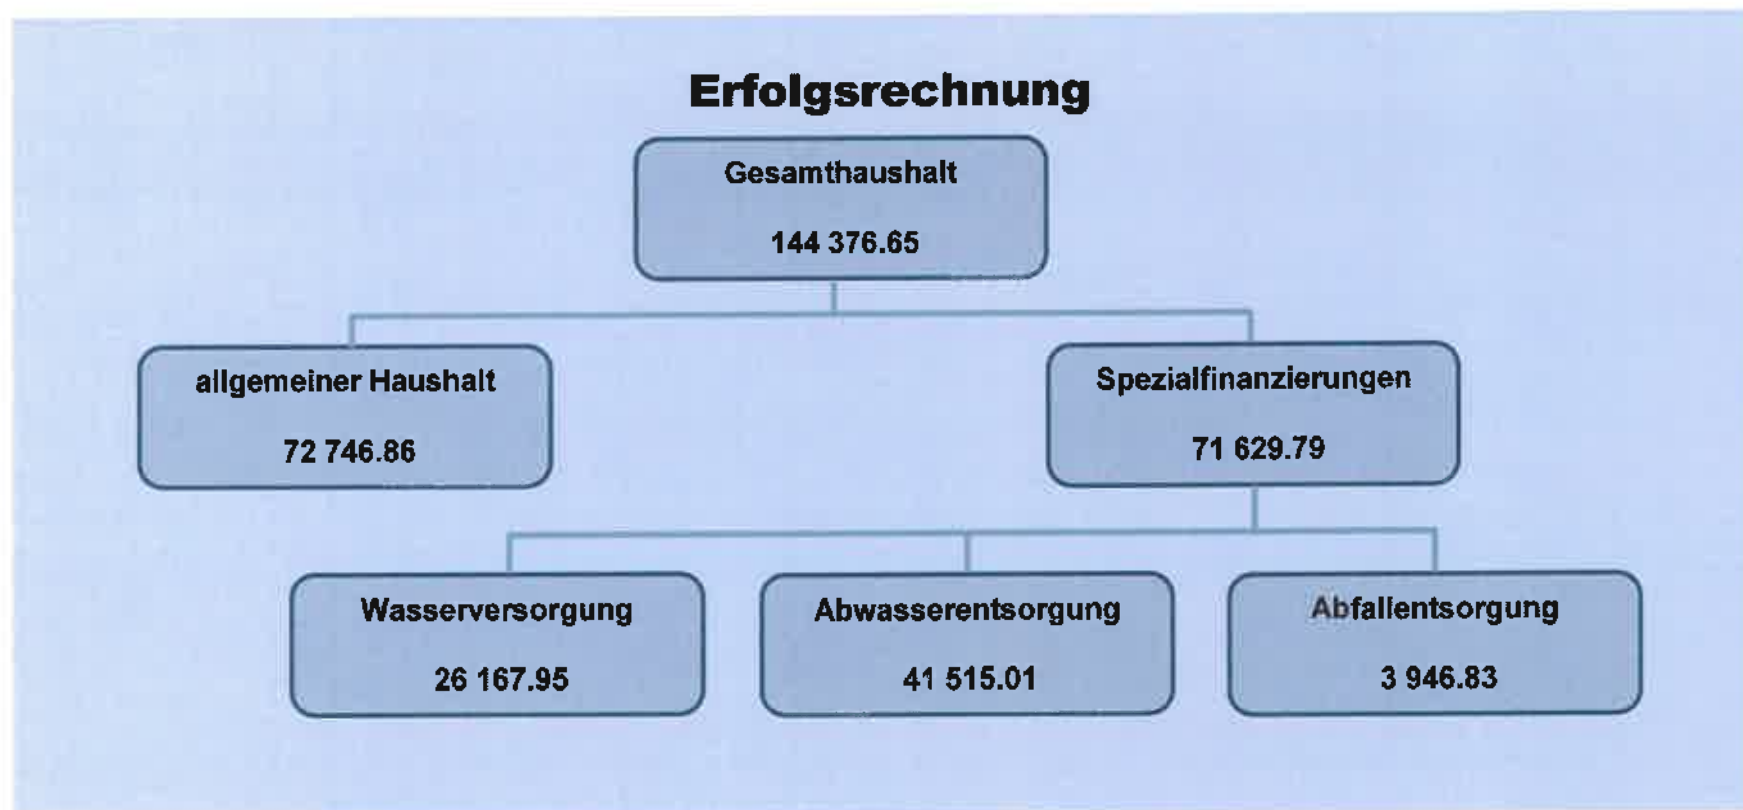 Erfolgsrechnung
Gesamthaushalt
144 376.65
allgemeiner Haushalt
72 746.86
Spezialfinanzierungen
71 629.79
Wasserversorgung
26 167.95
Abwasserentsorgung
41 515.01
Abfallentsorgung
3 946.83